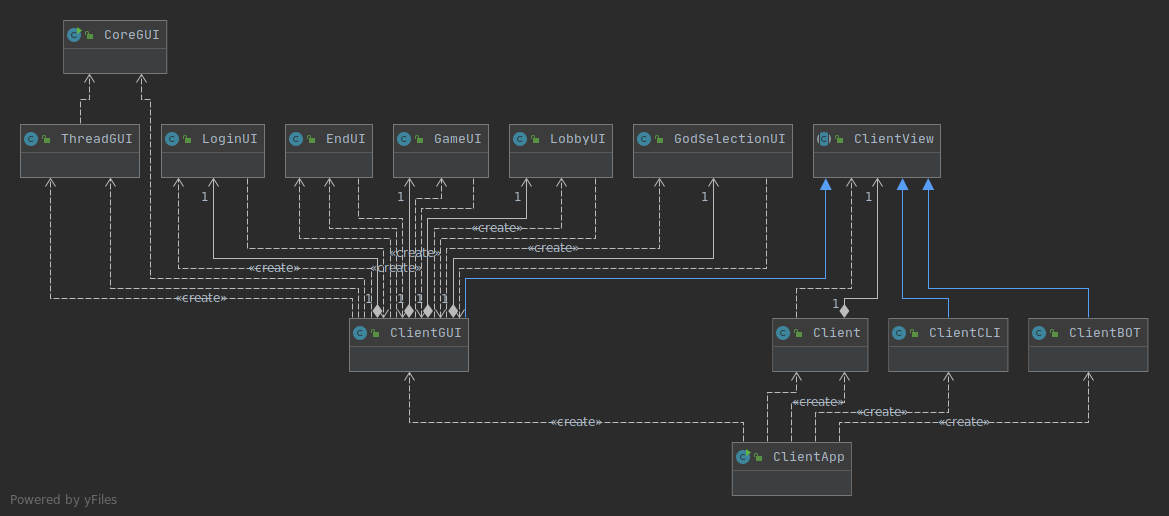 CoreGUI
ThreadGUI
LoginUI
EndUI
GameUI
LobbyUI
GodSelectionUI
ClientView
1
1
1
1
1
«create»
«create»
«create»
«create»
«create»
«create»
1
1
1
1
1
ClientGUI
Client
ClientCLI
ClientBOT
«create»
«create»
«create»
«create»
ClientApp
Powered by yFiles